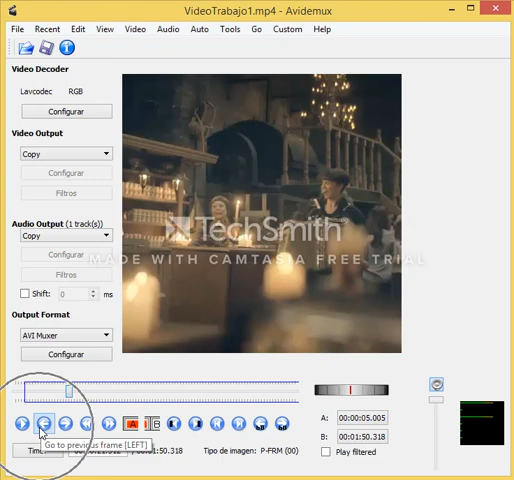 VideoTrabajo1.mp4 - Avidemux
File Recent Edit View Video Audio Auto Tools Go Custom Help
Video Decoder
Lavcodec RGB
Configurar
Video Output
Copy
Configurar
Filtros
Audio Output (1 track(s))
Copy
Configurar
Filtros
Shift: 0 ms
Output Format
AVI Muxer
Configurar
TechSmith
MADE WITH CAMTASIA FREE TRIAL
A B
60 60
Go to previous frame [LEFT]
Time: / 00:01:50.318 Tipo de imagen: P-FRM (00)
A: 00:00:05.005
B: 00:01:50.318
Play filtered